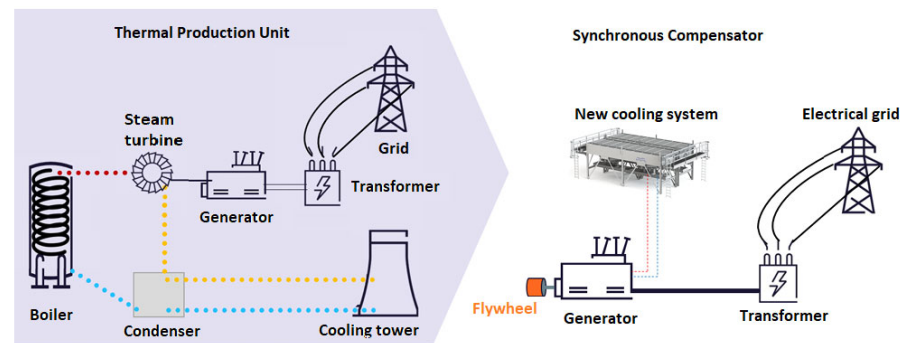 Thermal Production Unit
Steam
turbine
Grid
Generator
Transformer
Boiler
Condenser
Cooling tower
Synchronous Compensator
New cooling system
Electrical grid
Flywheel
Generator
Transformer